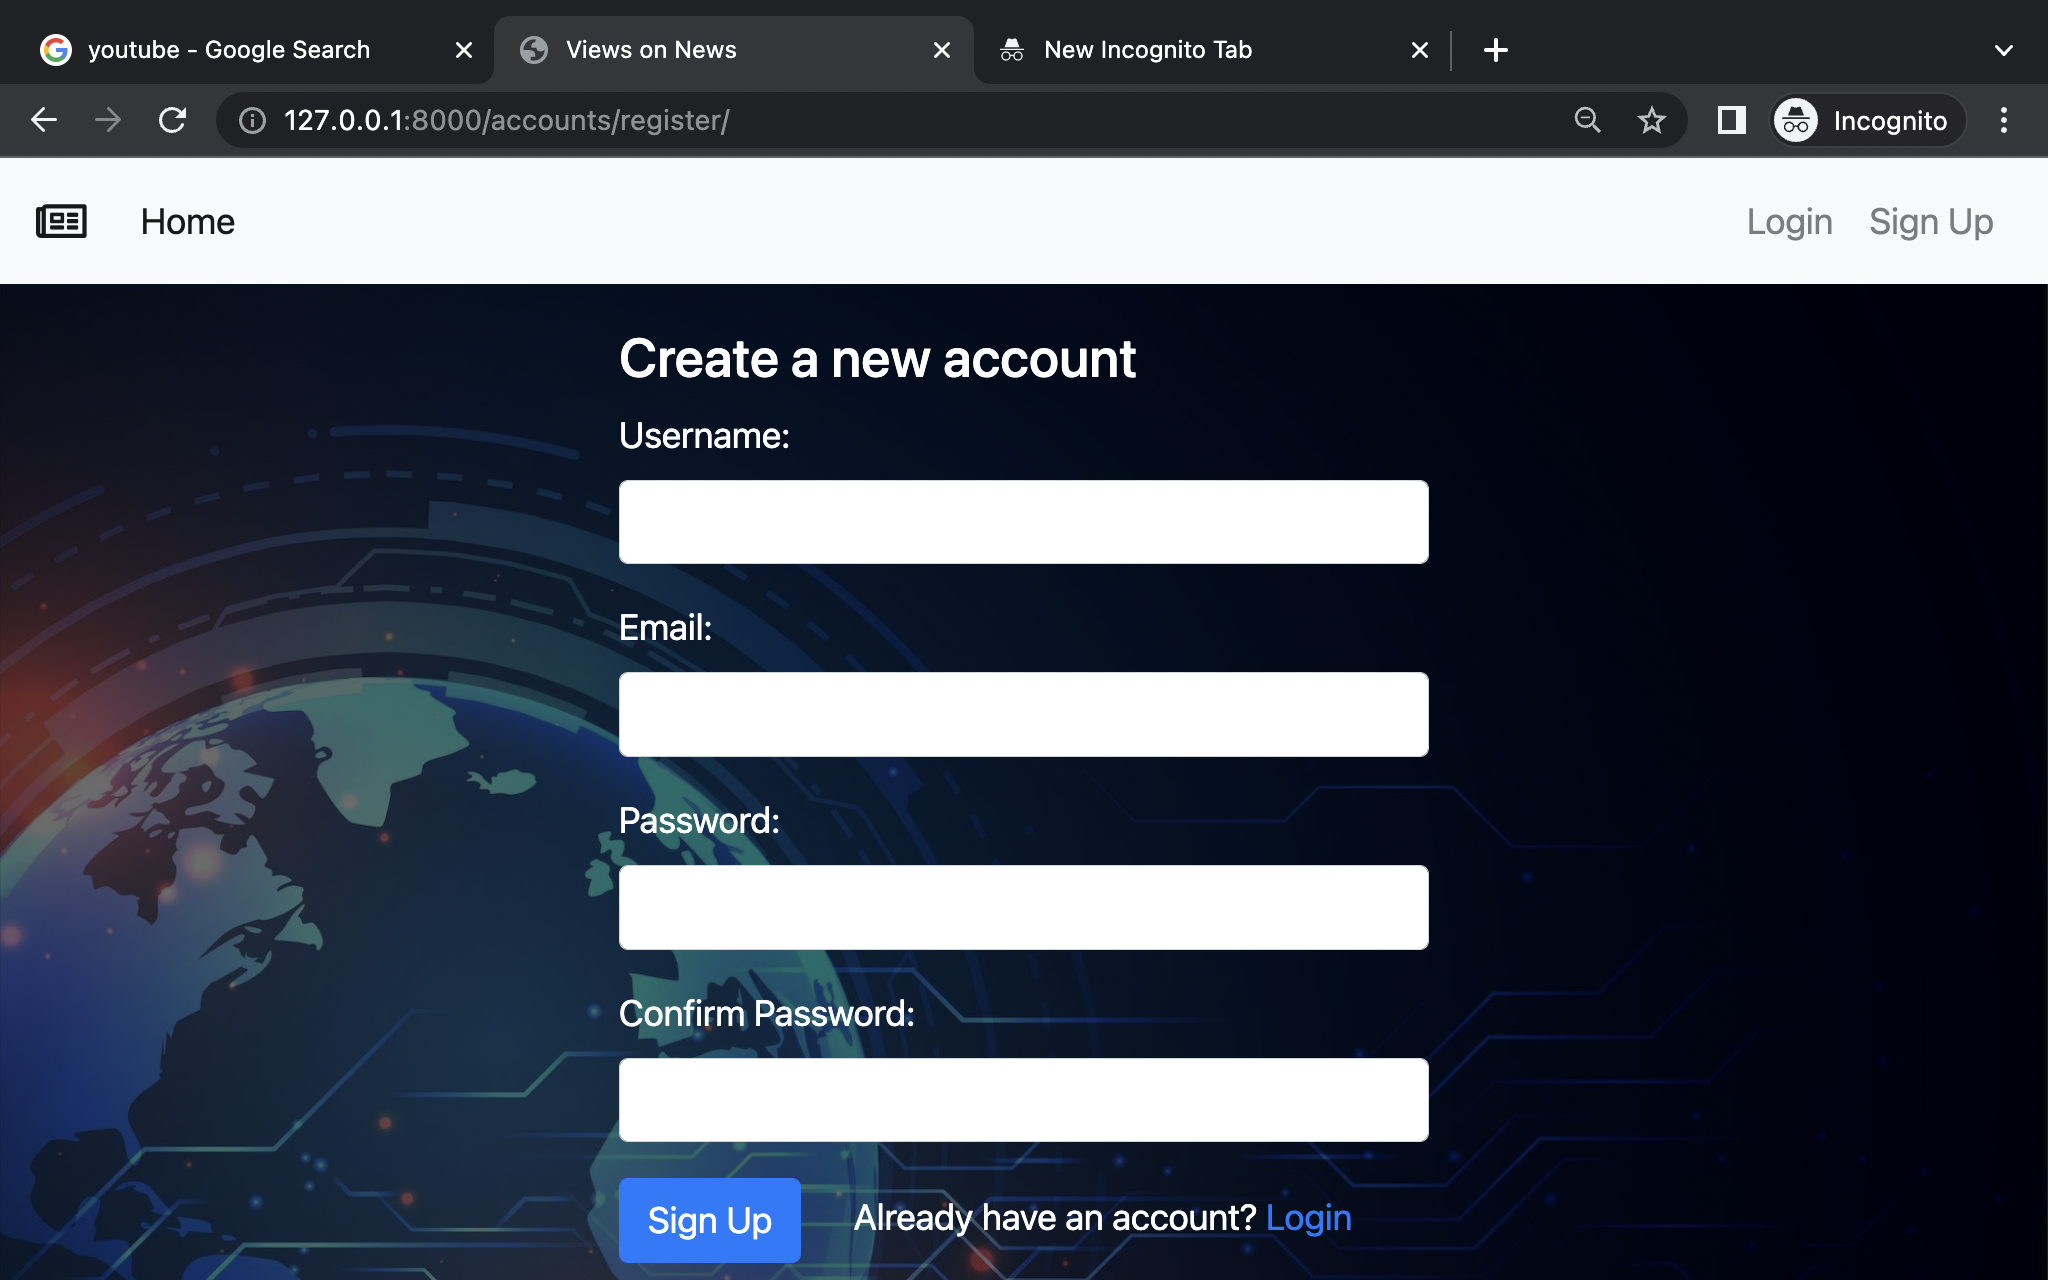 youtube - Google Search
Views on News
New Incognito Tab
127.0.0.1:8000/accounts/register/
Incognito
Home
Login
Sign Up
Create a new account
Username:
Email:
Password:
Confirm Password:
Sign Up
Already have an account? Login